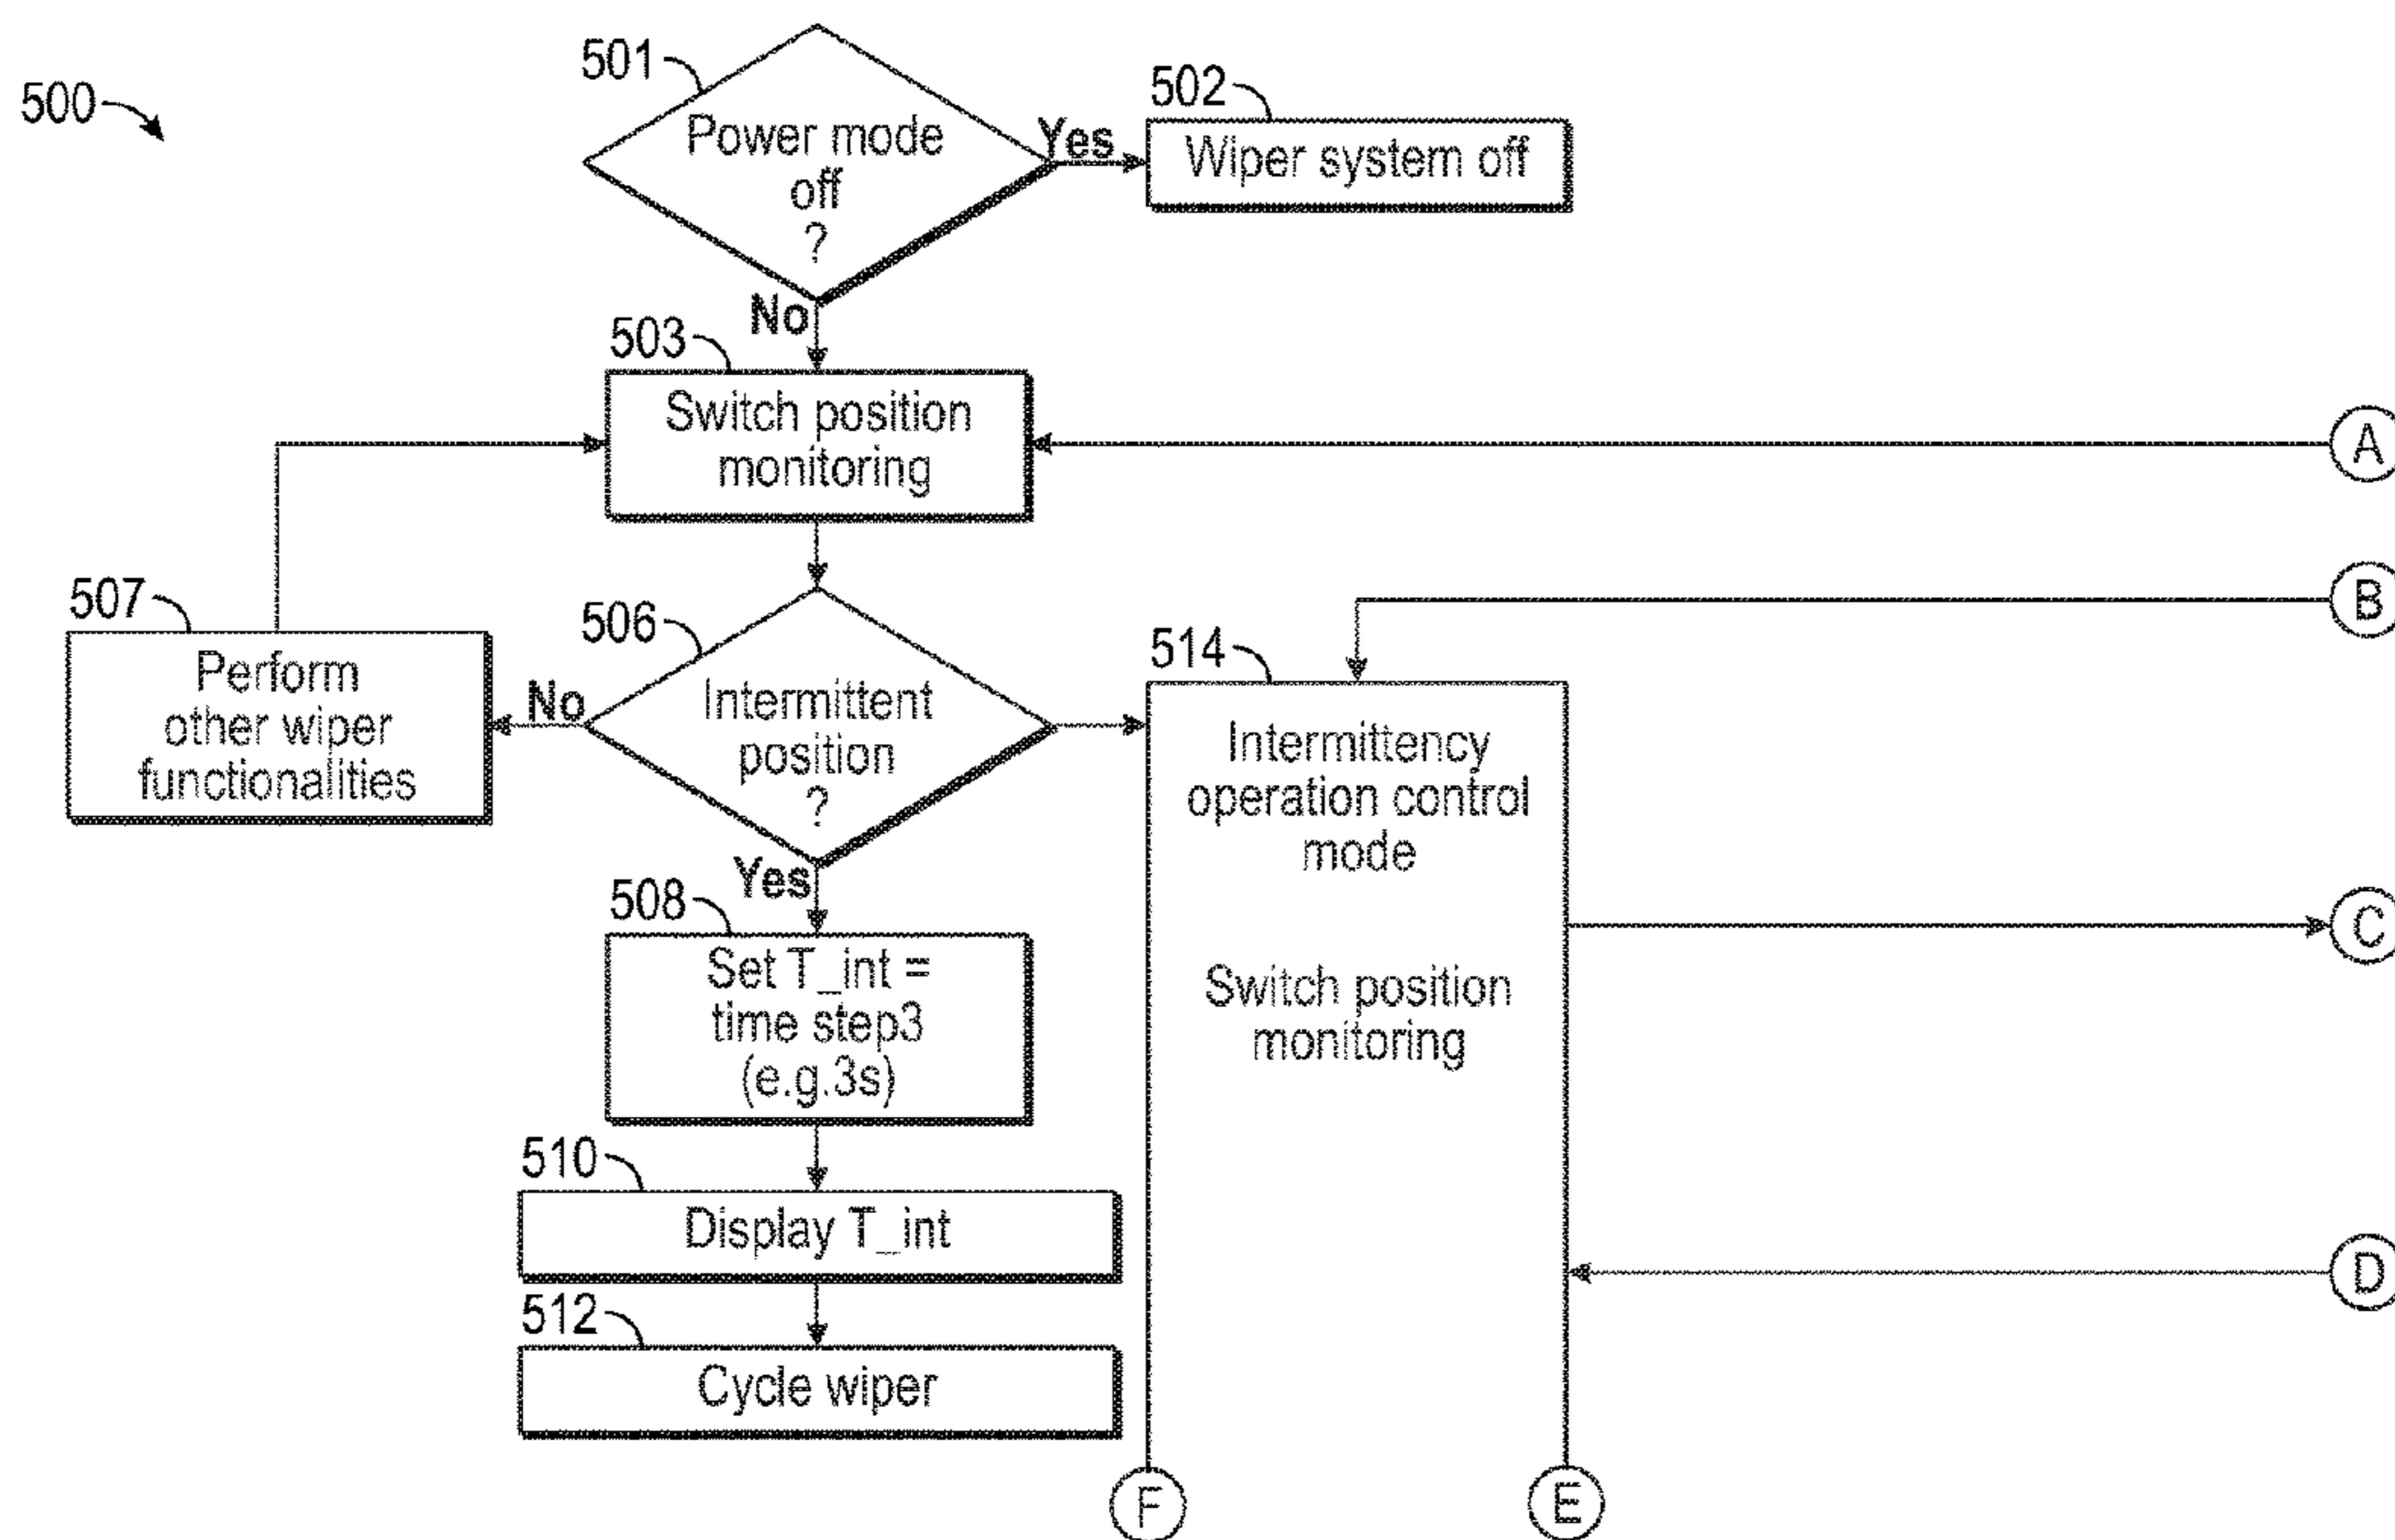 500
501
Power mode
off
?
Yes
502
Wiper system off
No
503
Switch position
monitoring
A
B
507
Perform
other wiper
functionalities
No
506
Intermittent
position
?
Yes
514
Intermittency
operation control
mode
Switch position
monitoring
C
D
508
Set T_int =
time step3
(e.g.3s)
510
Display T_int
512
Cycle wiper
F
E